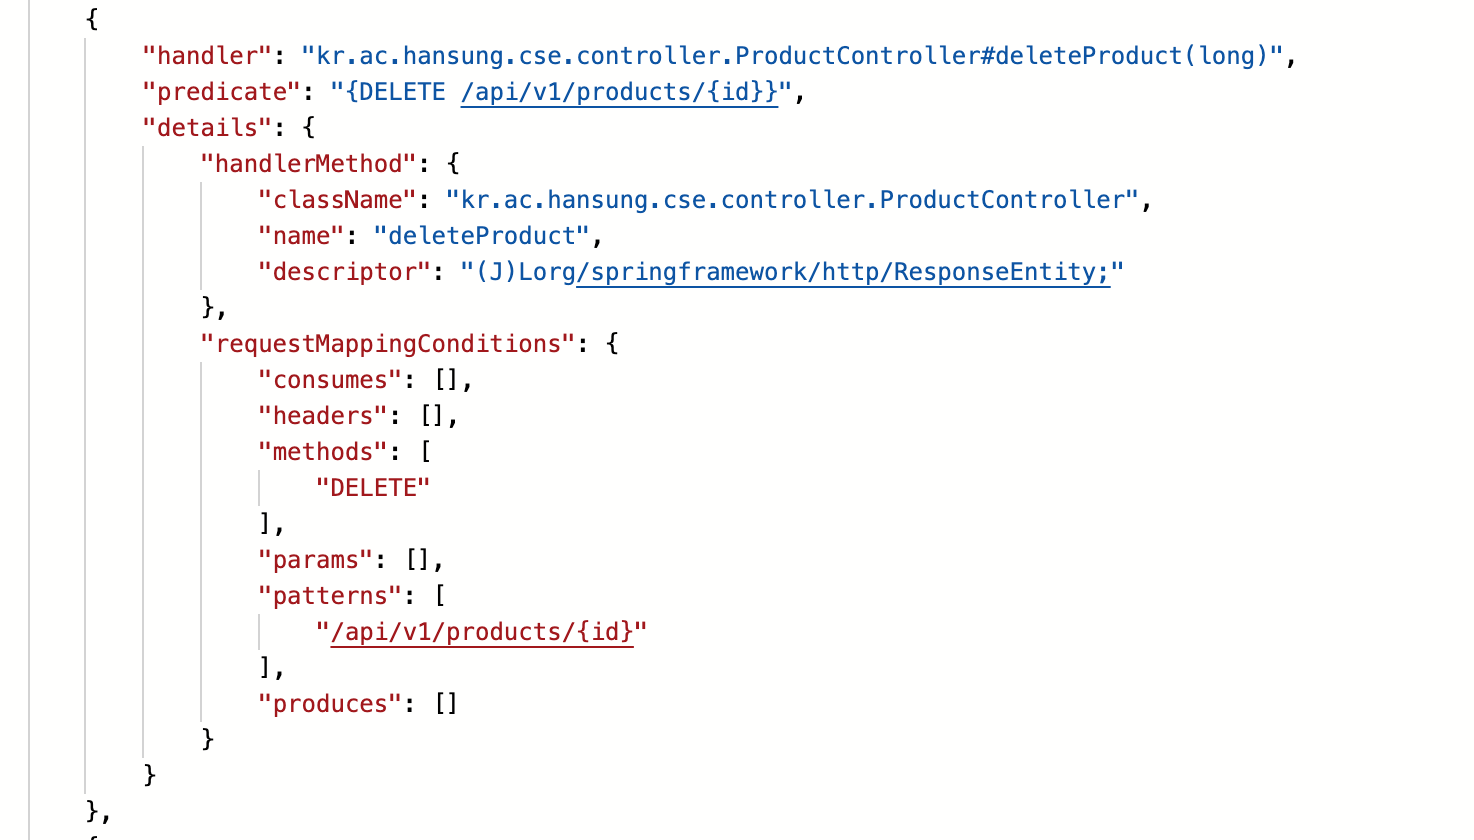 {
"handler": "kr.ac.hansung.cse.controller.ProductController#deleteProduct(long)",
"predicate": "{DELETE /api/v1/products/{id}}",
"details": {
"handlerMethod": {
"className": "kr.ac.hansung.cse.controller.ProductController",
"name": "deleteProduct",
"descriptor": "(J)Lorg/springframework/http/ResponseEntity;"
},
"requestMappingConditions": {
"consumes": [],
"headers": [],
"methods": [
"DELETE"
],
"params": [],
"patterns": [
"/api/v1/products/{id}"
],
"produces": []
}
}
},